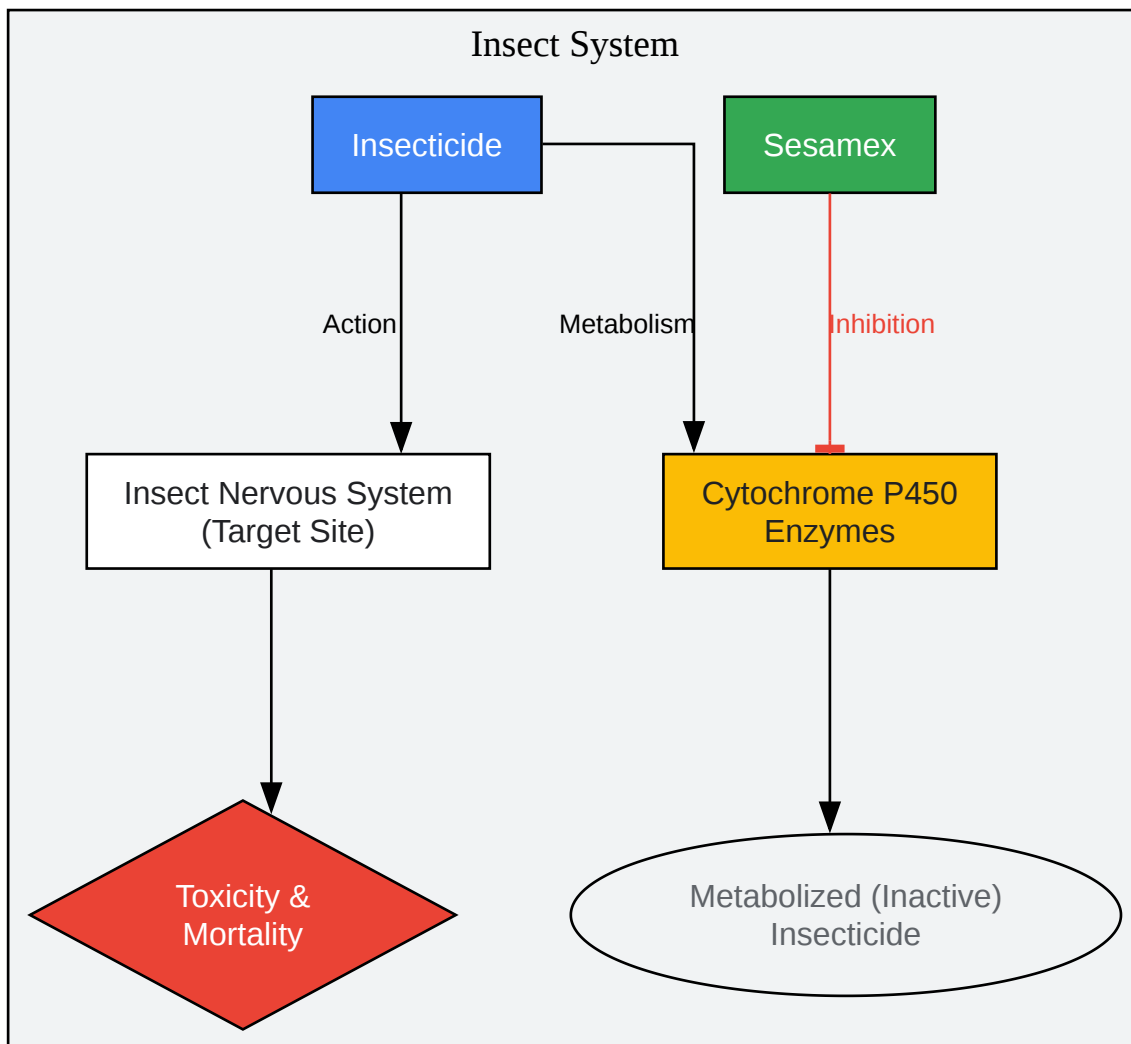 Insect System
Insecticide
Sesamex
Action
Metabolism
Inhibition
Insect Nervous System
(Target Site)
Cytochrome P450
Enzymes
Toxicity &
Mortality
Metabolized (Inactive)
Insecticide